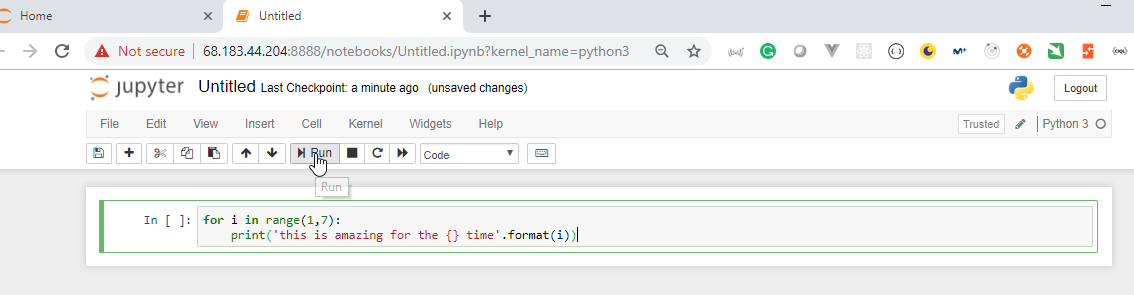 Home
Untitled
Not secure 68.183.44.204:8888/notebooks/Untitled.ipynb?kernel_name=python3
jupyter Untitled Last Checkpoint: a minute ago (unsaved changes) Logout
File Edit View Insert Cell Kernel Widgets Help Trusted Python 3
Run Code
Run
In [ ]: for i in range(1,7):
print('this is amazing for the {} time'.format(i))